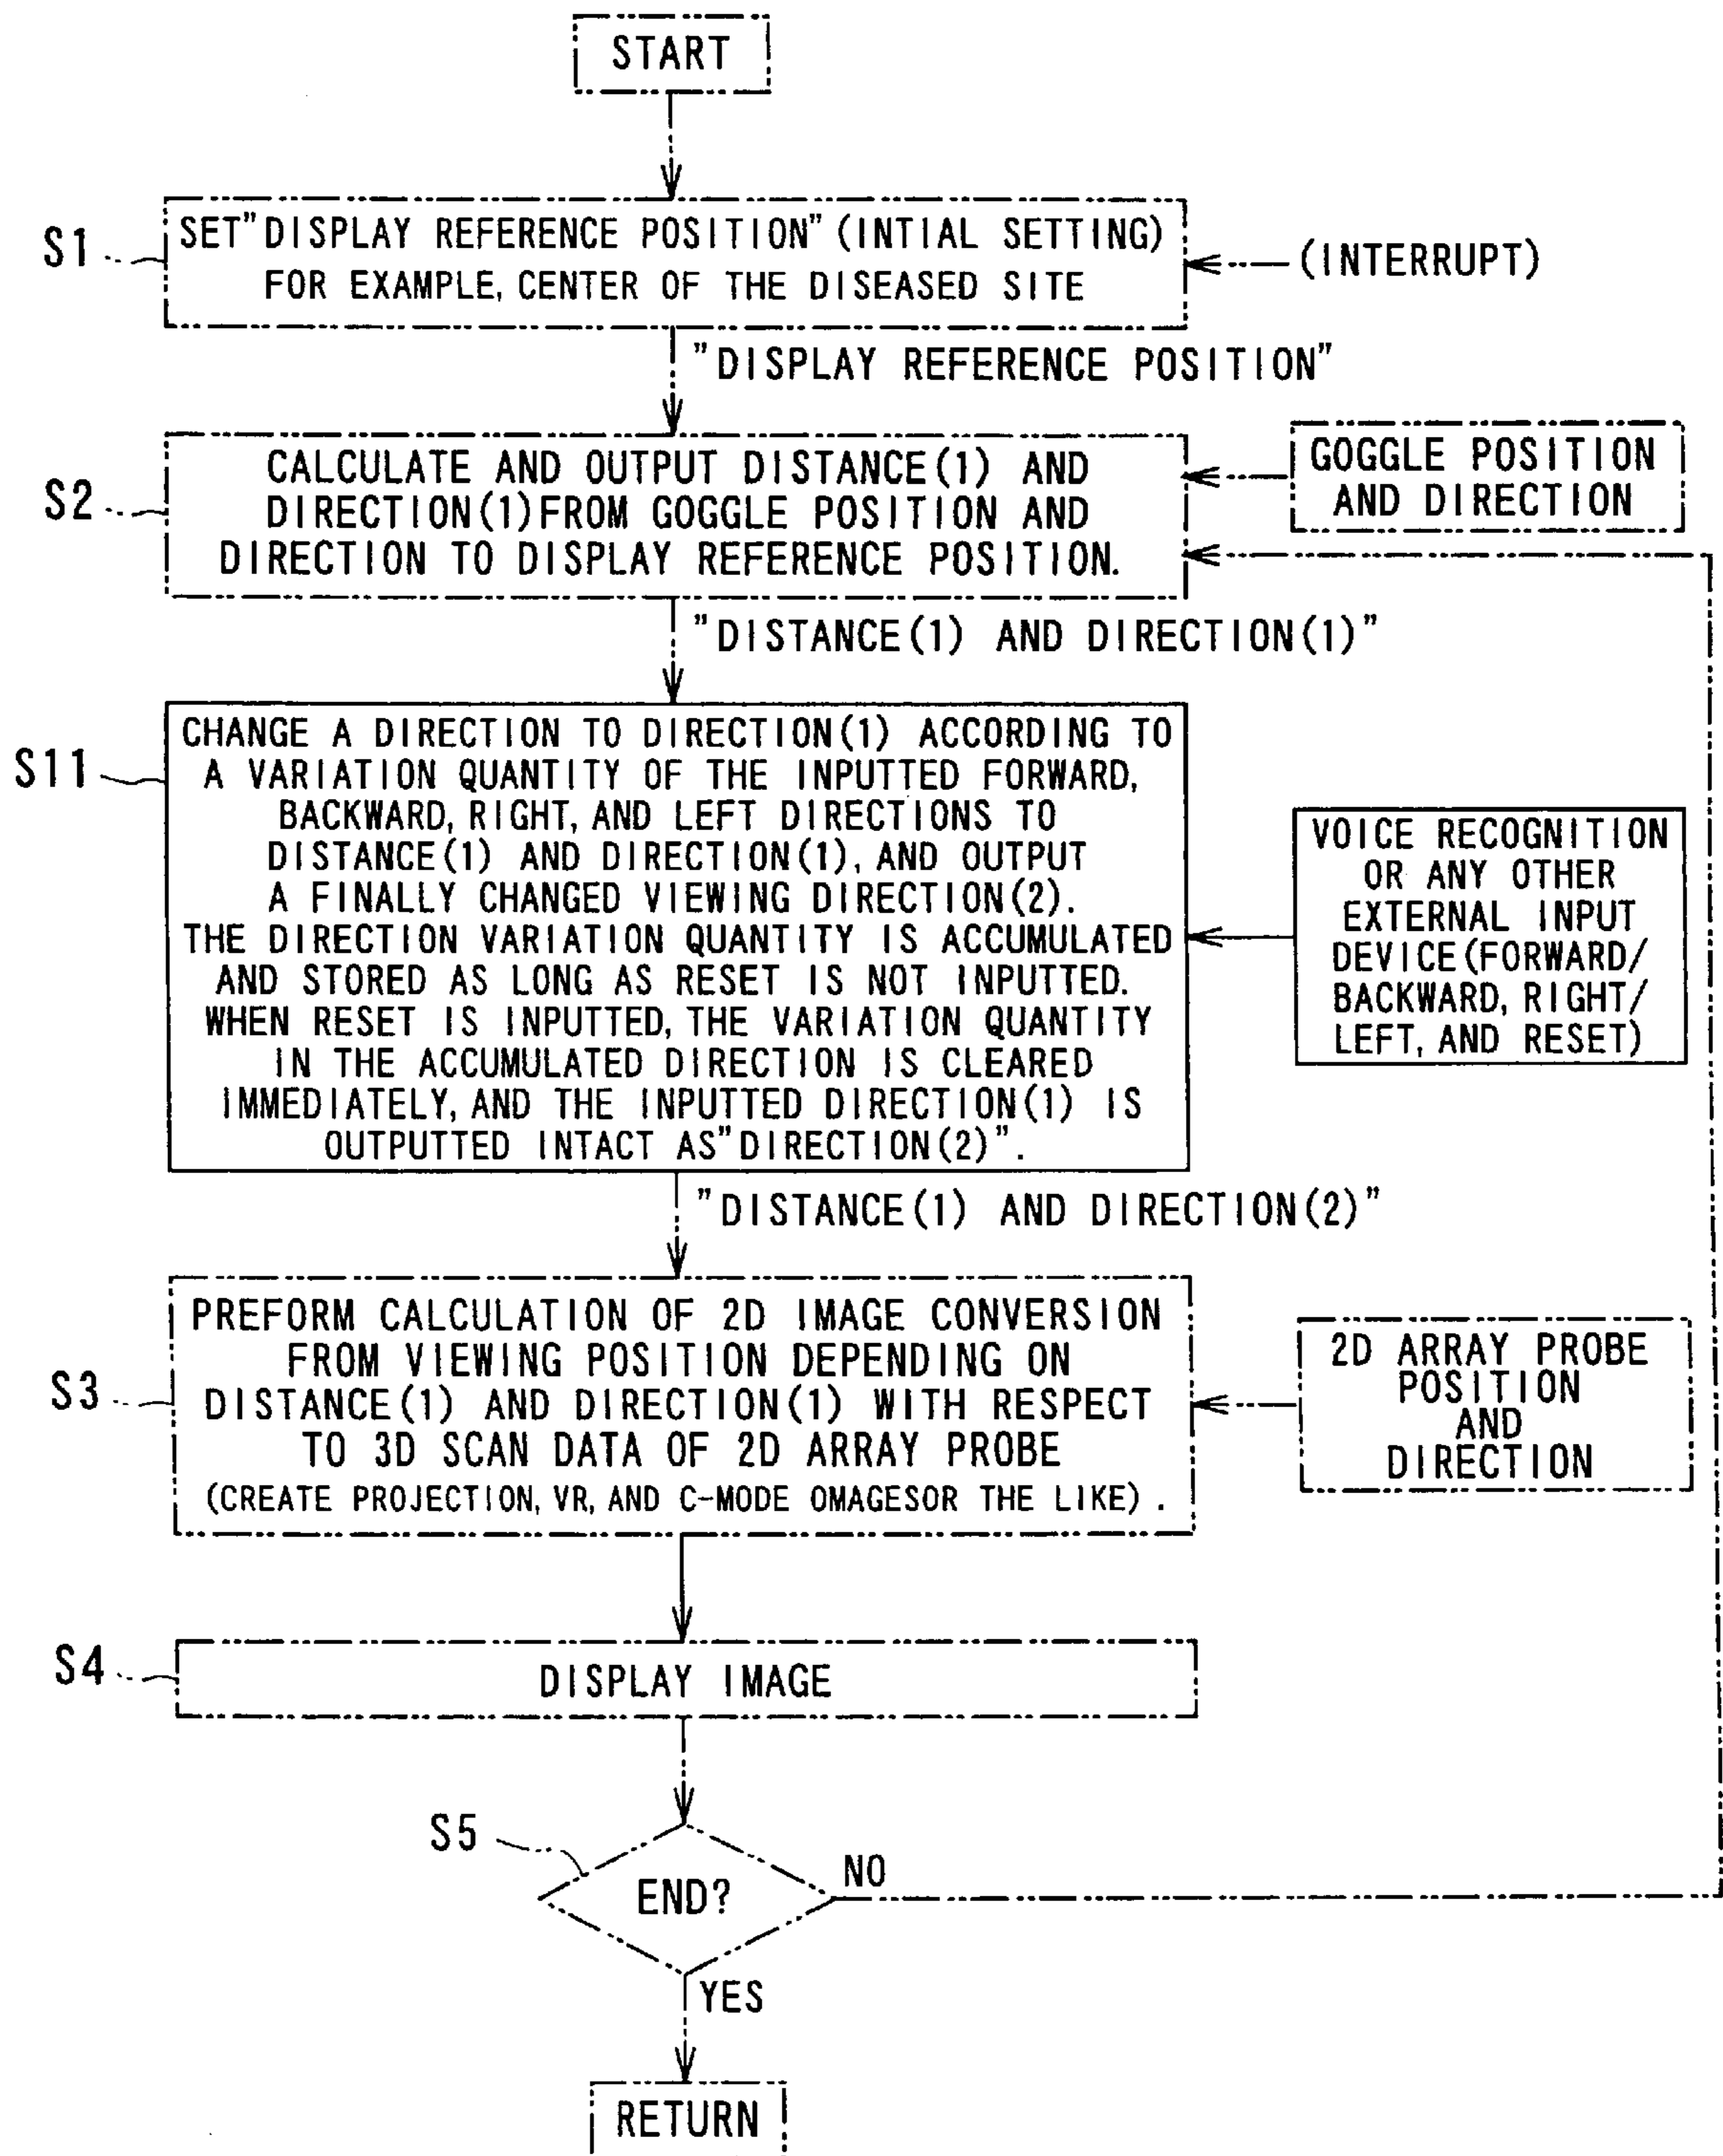 START
S1
SET"DISPLAY REFERENCE POSITION"(INTIAL SETTING)
FOR EXAMPLE, CENTER OF THE DISEASED SITE
(INTERRUPT)
"DISPLAY REFERENCE POSITION"
S2
CALCULATE AND OUTPUT DISTANCE(1) AND
DIRECTION(1)FROM GOGGLE POSITION AND
DIRECTION TO DISPLAY REFERENCE POSITION.
GOGGLE POSITION
AND DIRECTION
"DISTANCE(1) AND DIRECTION(1)"
S11
CHANGE A DIRECTION TO DIRECTION(1) ACCORDING TO
A VARIATION QUANTITY OF THE INPUTTED FORWARD,
BACKWARD, RIGHT, AND LEFT DIRECTIONS TO
DISTANCE(1) AND DIRECTION(1), AND OUTPUT
A FINALLY CHANGED VIEWING DIRECTION(2).
THE DIRECTION VARIATION QUANTITY IS ACCUMULATED
AND STORED AS LONG AS RESET IS NOT INPUTTED.
WHEN RESET IS INPUTTED, THE VARIATION QUANTITY
IN THE ACCUMULATED DIRECTION IS CLEARED
IMMEDIATELY, AND THE INPUTTED DIRECTION(1) IS
OUTPUTTED INTACT AS"DIRECTION(2)".
VOICE RECOGNITION
OR ANY OTHER
EXTERNAL INPUT
DEVICE(FORWARD/
BACKWARD, RIGHT/
LEFT, AND RESET)
"DISTANCE(1) AND DIRECTION(2)"
S3
PREFORM CALCULATION OF 2D IMAGE CONVERSION
FROM VIEWING POSITION DEPENDING ON
DISTANCE(1) AND DIRECTION(1) WITH RESPECT
TO 3D SCAN DATA OF 2D ARRAY PROBE
(CREATE PROJECTION, VR, AND C-MODE OMAGESOR THE LIKE).
2D ARRAY PROBE
POSITION
AND
DIRECTION
S4
DISPLAY IMAGE
S5
END?
NO
YES
RETURN